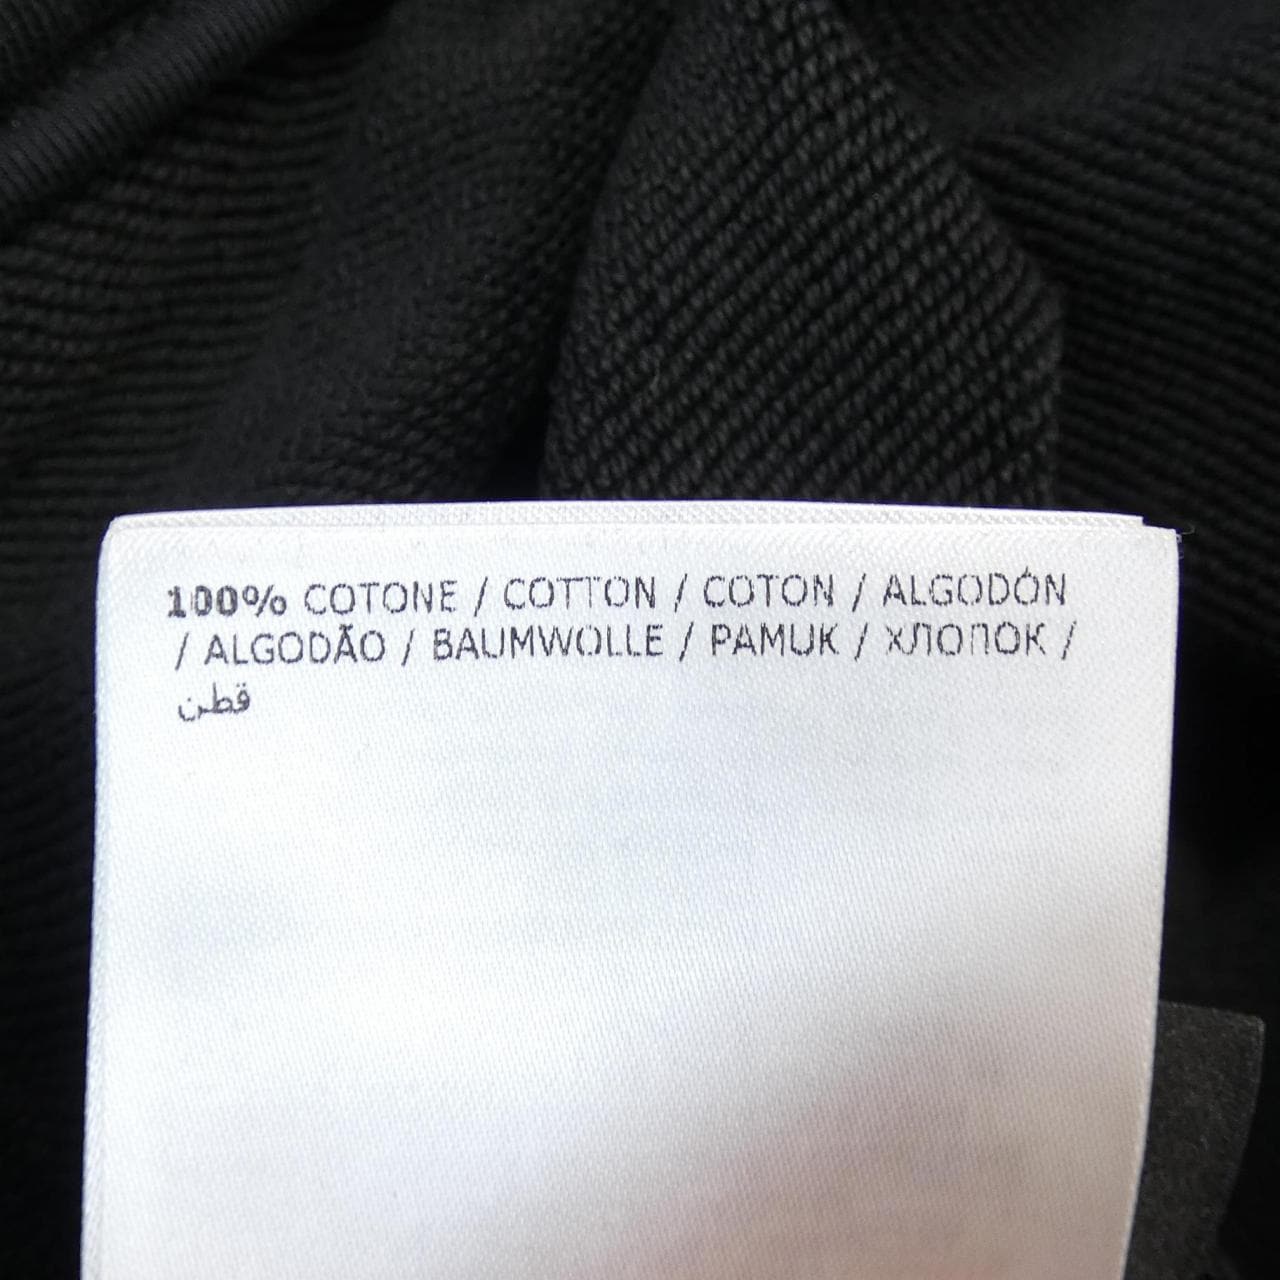 100% COTONE / COTTON / COTON / ALGODÓN
/ ALGODÃO / BAUMWOLLE / PAMUK / ХЛОПОК /
قطن